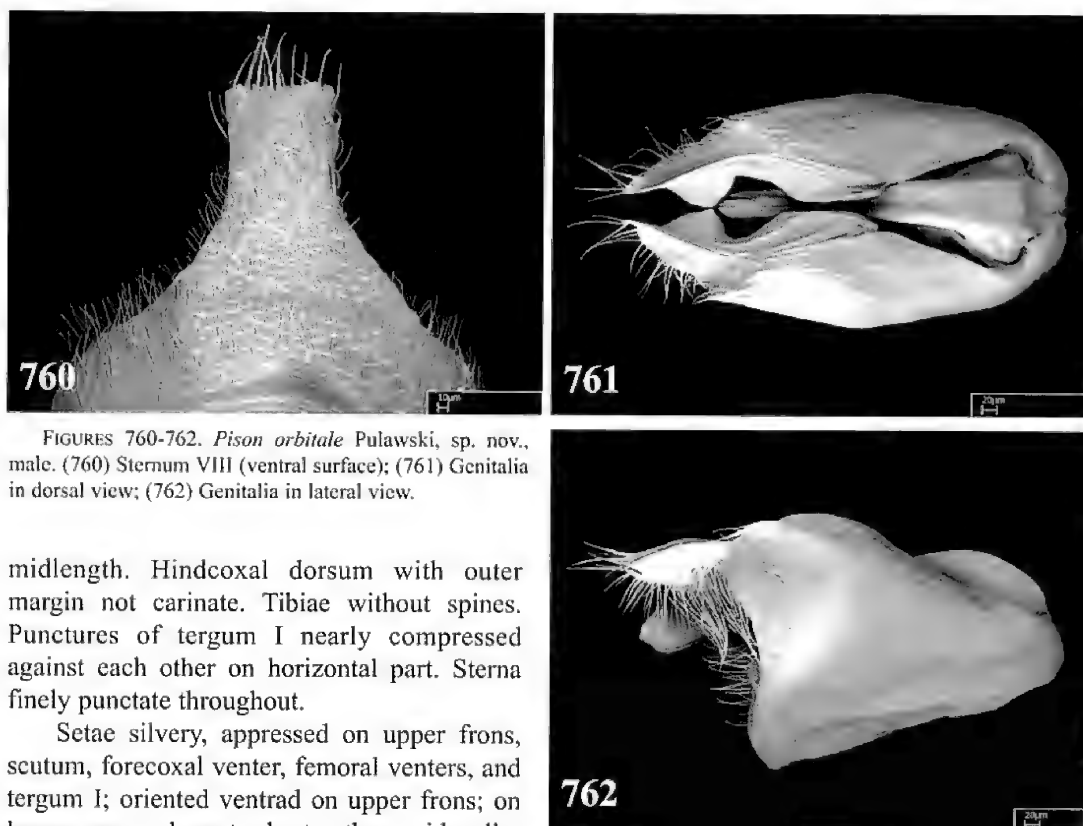 760
10µm
761
20µm
FIGURES 760-762. Pison orbitale Pulawski, sp. nov.,
male. (760) Sternum VIII (ventral surface); (761) Genitalia
in dorsal view; (762) Genitalia in lateral view.
midlength. Hindcoxal dorsum with outer
margin not carinate. Tibiae without spines.
Punctures of tergum I nearly compressed
against each other on horizontal part. Sterna
finely punctate throughout.
Setae silvery, appressed on upper frons,
scutum, forecoxal venter, femoral venters, and
tergum I; oriented ventrad on upper frons; on
762
20µm